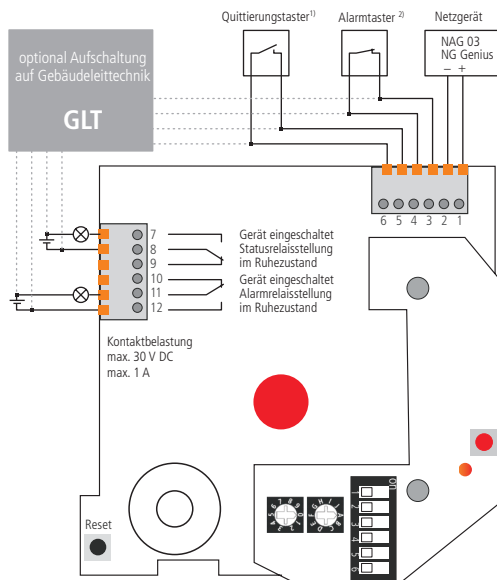 Quittierungstaster1)
Alarmtaster 2)
Netzgerät
NAG 03
NG Genius
– +
optional Aufschaltung
auf Gebäudeleittechnik
GLT
6 5 4 3 2 1
7
8
9
10
11
12
Gerät eingeschaltet
Statusrelaisstellung
im Ruhezustand
Gerät eingeschaltet
Alarmrelaisstellung
im Ruhezustand
Kontaktbelastung
max. 30 V DC
max. 1 A
Reset
ON
1
2
3
4
5
6